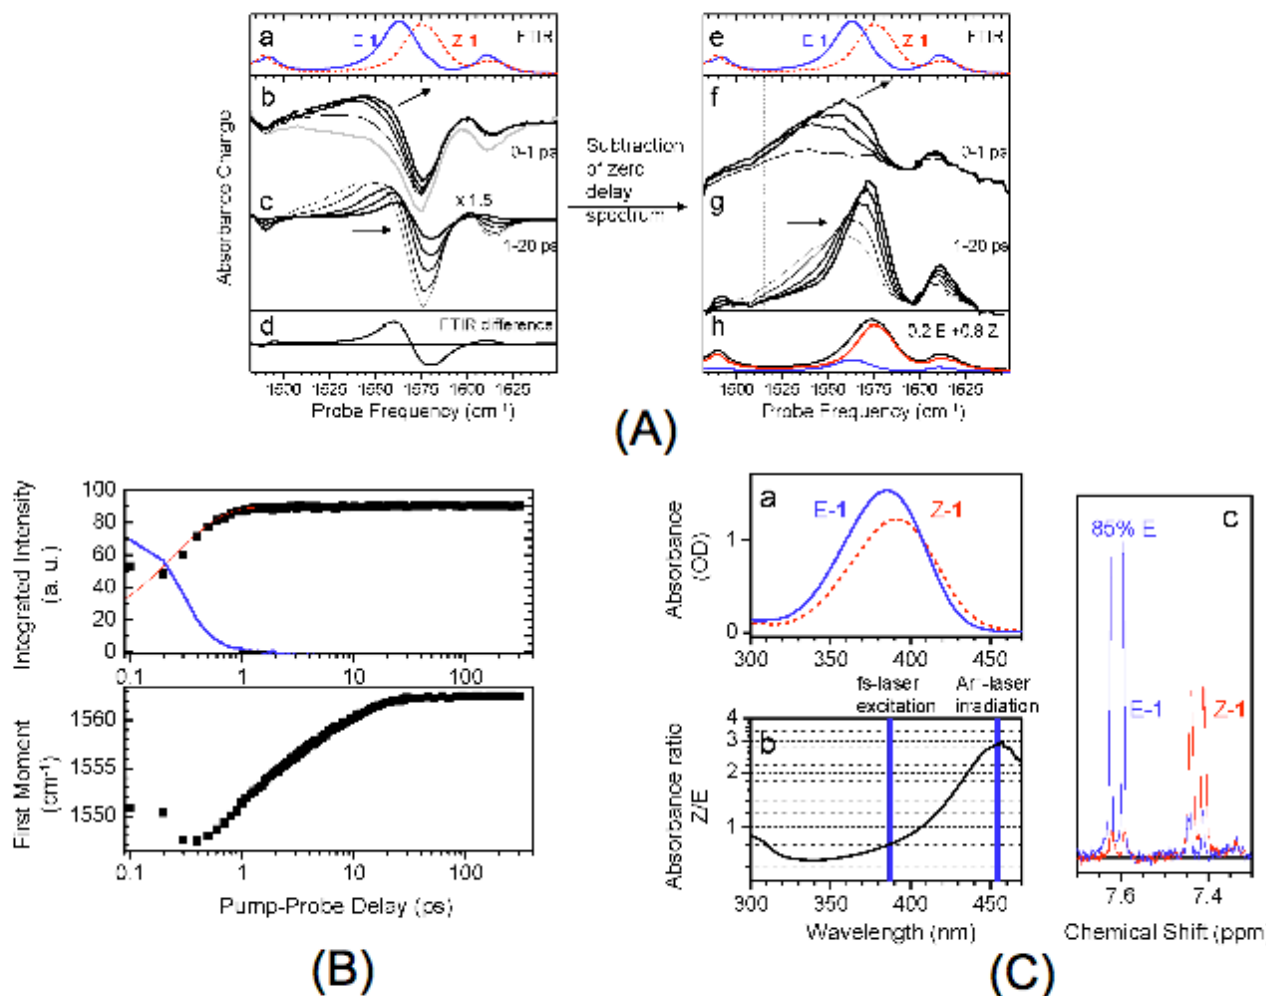 a
E 1
Z 1
FTIR
b
0-1 ps
c
x 1.5
1-20 ps
d
FTIR difference
1500 1525 1550 1575 1600 1625
Probe Frequency (cm⁻¹)
Absorbance Change
Subtraction
of zero
delay
spectrum
e
E 1
Z 1
FTIR
f
0-1 ps
g
1-20 ps
h
0.2 E +0.8 Z
1500 1525 1550 1575 1600 1625
Probe Frequency (cm⁻¹)
(A)
Integrated Intensity
(a. u.)
100
80
60
40
20
0
0.1 1 10 100
First Moment
(cm⁻¹)
1560
1555
1550
0.1 1 10 100
Pump-Probe Delay (ps)
(B)
a
E-1
Z-1
Absorbance
(OD)
1
0
300 350 400 450
fs-laser
excitation
Ar+-laser
irradiation
b
Absorbance ratio
Z/E
4
3
2
1
300 350 400 450
Wavelength (nm)
c
85% E
E-1
Z-1
7.6 7.4
Chemical Shift (ppm
(C)